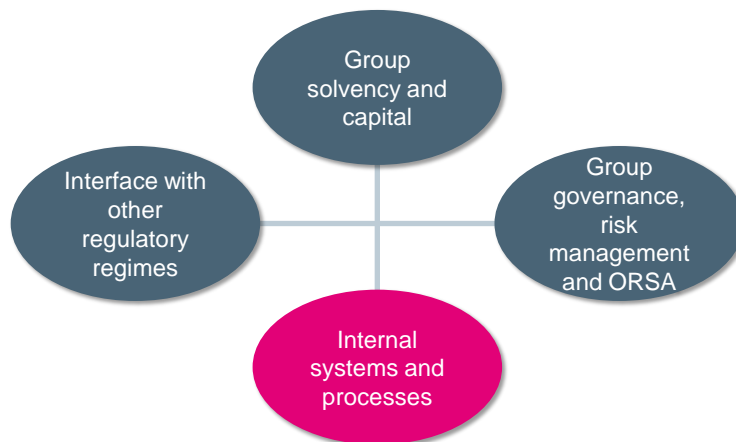 Group
solvency and
capital
Interface with
other
regulatory
regimes
Group
governance,
risk
management
and ORSA
Internal
systems and
processes